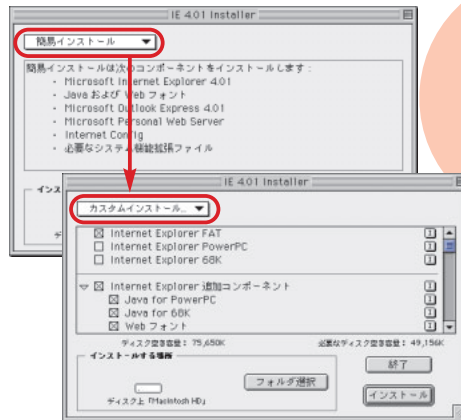 IE 4.01 Installer
簡易インストール
簡易インストールは次のコンポーネントをインストールします：
・ Microsoft Internet Explorer 4.01
・ Java および Web フォント
・ Microsoft Outlook Express 4.01
・ Microsoft Personal Web Server
・ Internet Config
・ 必要なシステム機能拡張ファイル
インス
IE 4.01 Installer
カスタムインストール...
Internet Explorer FAT
Internet Explorer PowerPC
Internet Explorer 68K
Internet Explorer 追加コンポーネント
Java for PowerPC
Java for 68K
Web フォント
ディスク空き容量： 75,650K 必要なディスク空き容量： 49,156K
インストールする場所
終了
フォルダ選択
ディスク上「Macintosh HD」
インストール